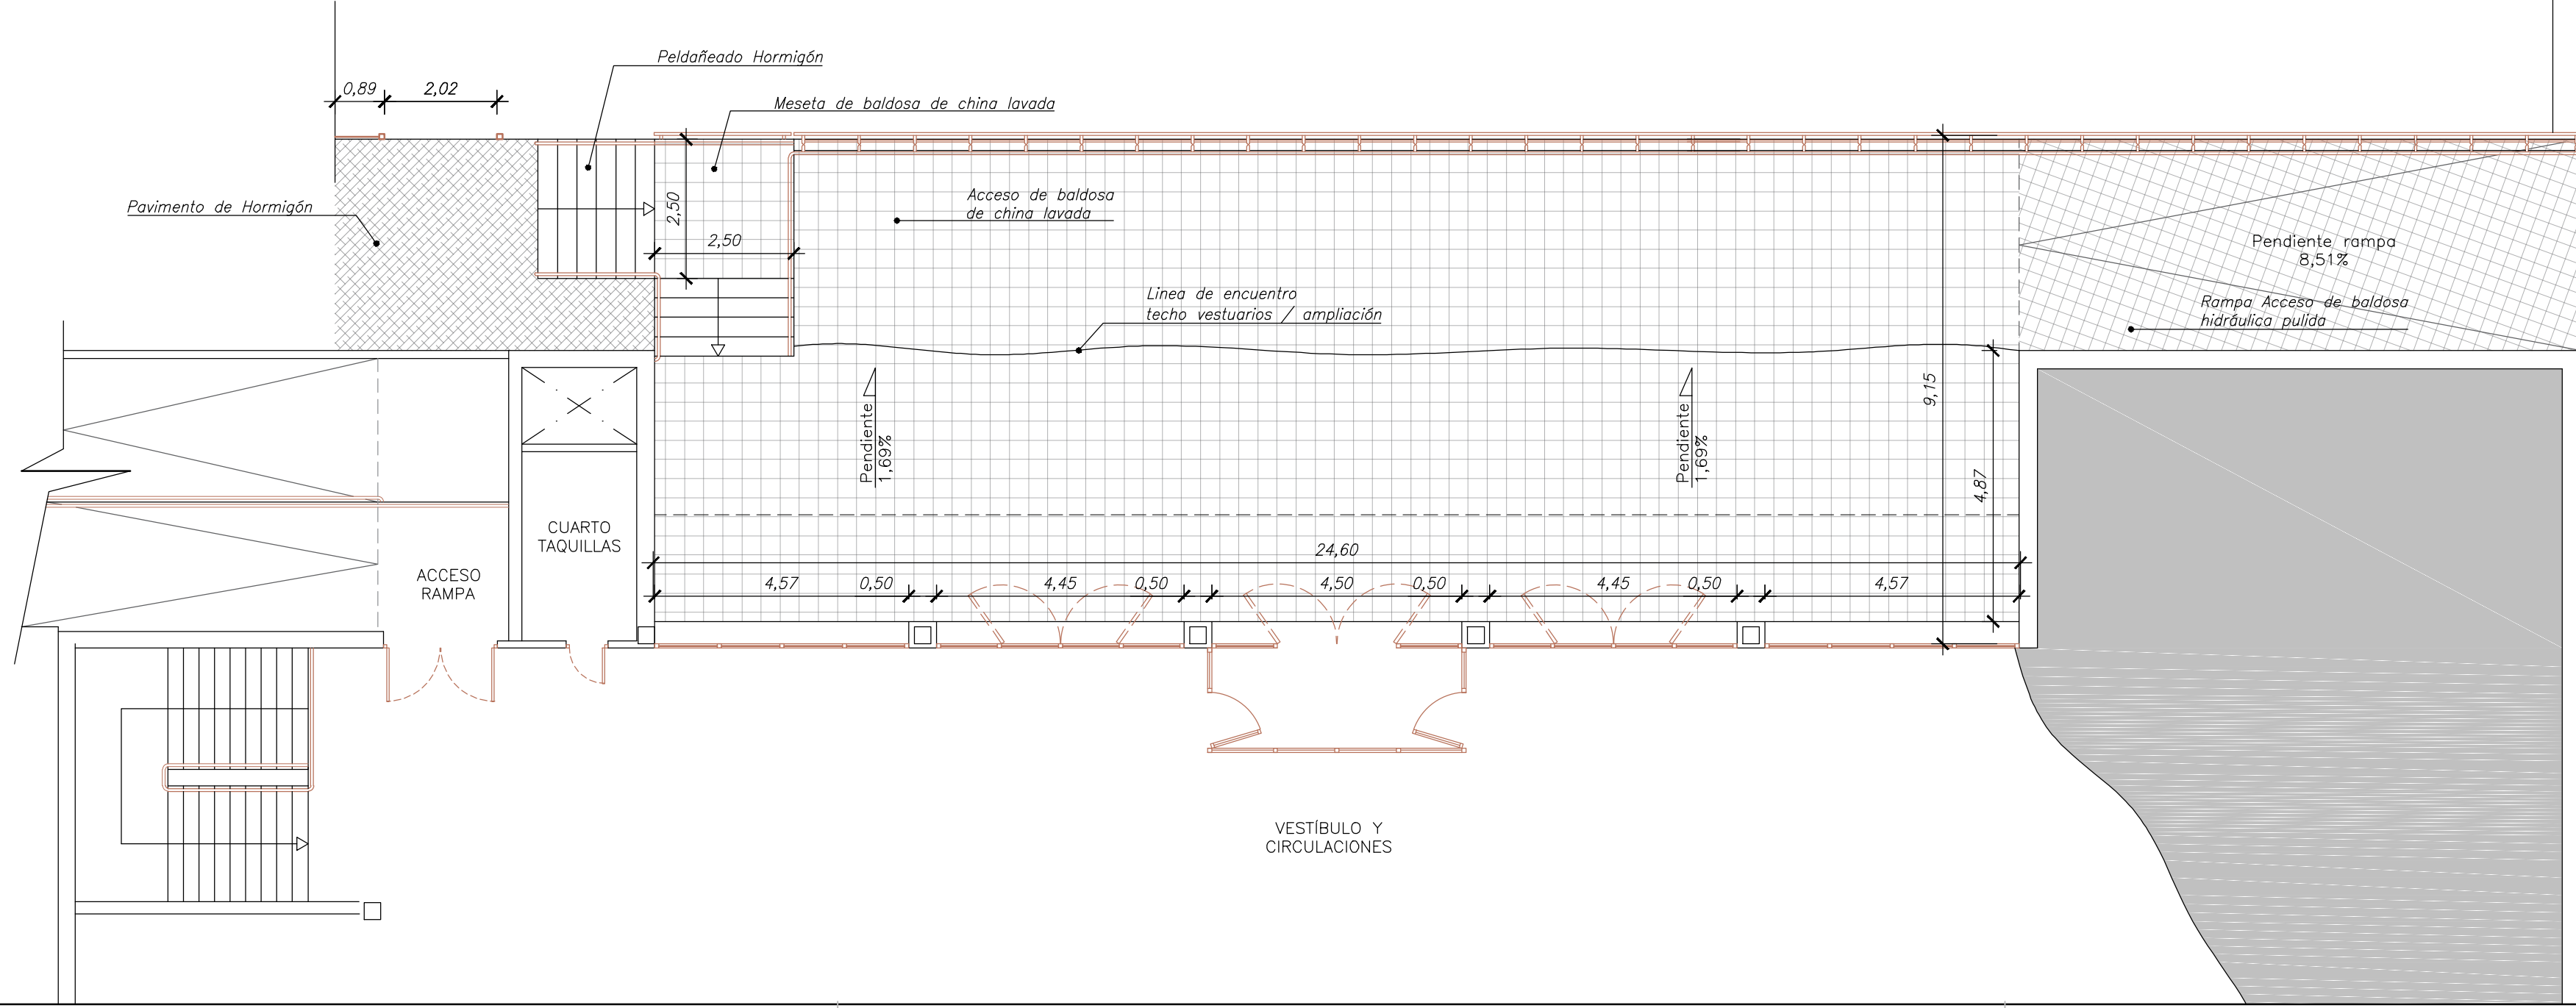 Peldañeado Hormigón
0,89
2,02
Meseta de baldosa de china lavada
Pavimento de Hormigón
2,50
2,50
Acceso de baldosa
de china lavada
Pendiente rampa
8,51%
Linea de encuentro
techo vestuarios / ampliación
Rampa Acceso de baldosa
hidráulica pulida
Pendiente
1,69%
Pendiente
1,69%
9,15
4,87
CUARTO
TAQUILLAS
ACCESO
RAMPA
24,60
4,57
0,50
4,45
0,50
4,50
0,50
4,45
0,50
4,57
VESTÍBULO Y
CIRCULACIONES